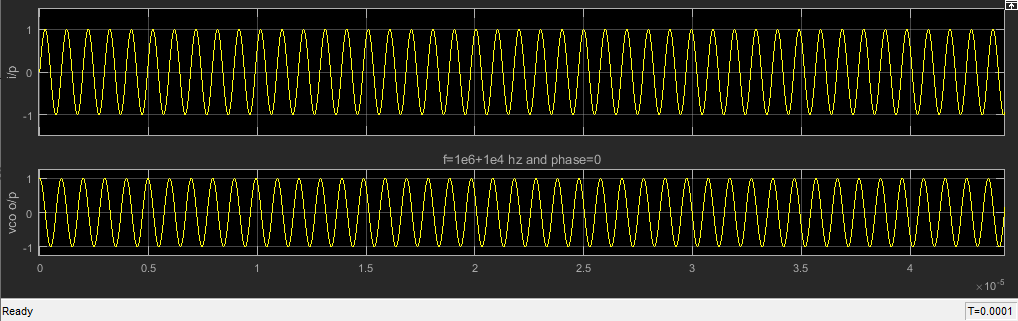 1
0
-1
i/p
f=1e6+1e4 hz and phase=0
1
0
-1
vco o/p
0 0.5 1 1.5 2 2.5 3 3.5 4
×10-5
Ready T=0.0001